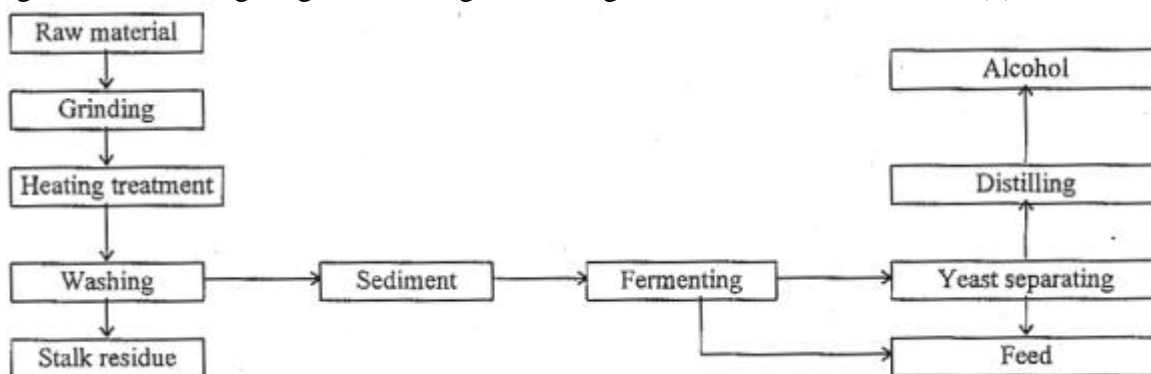 Raw material
Grinding
Heating treatment
Washing
Stalk residue
Sediment
Fermenting
Alcohol
Distilling
Yeast separating
Feed